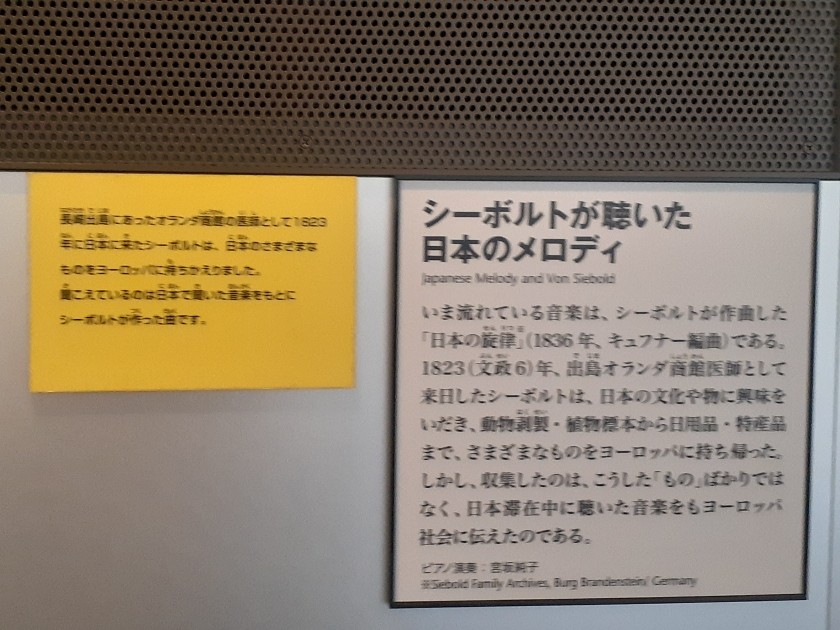 長崎出島にあったオランダ商館の医師として1823
年に日本に来たシーボルトは、日本のさまざまな
ものをヨーロッパに持ちかえりました。
聞こえているのは日本で聞いた音楽をもとに
シーボルトが作った曲です。
シーボルトが聴いた
日本のメロディ
Japanese Melody and Von Siebold
いま流れている音楽は、シーボルトが作曲した
「日本の旋律」(1836年、キュフナー編曲)である。
1823(文政6)年、出島オランダ商館医師として
来日したシーボルトは、日本の文化や物に興味を
いだき、動物剥製・植物標本から日用品・特産品
まで、さまざまなものをヨーロッパに持ち帰った。
しかし、収集したのは、こうした「もの」ばかりでは
なく、日本滞在中に聴いた音楽をもヨーロッパ
社会に伝えたのである。
ピアノ演奏：宮坂純子
※Siebold Family Archives, Burg Brandenstein/ Germany